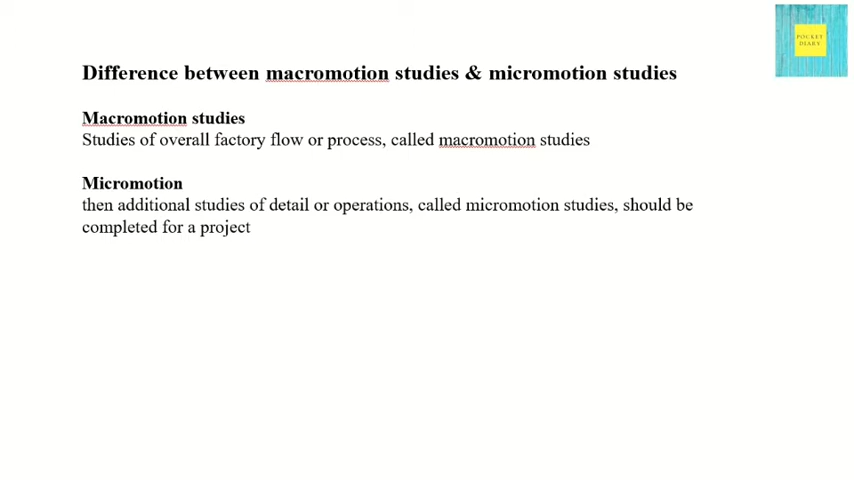 POCKET
DIARY
Difference between macromotion studies & micromotion studies
Macromotion studies
Studies of overall factory flow or process, called macromotion studies
Micromotion
then additional studies of detail or operations, called micromotion studies, should be
completed for a project